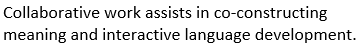 Collaborative work assists in co-constructing
meaning and interactive language development.